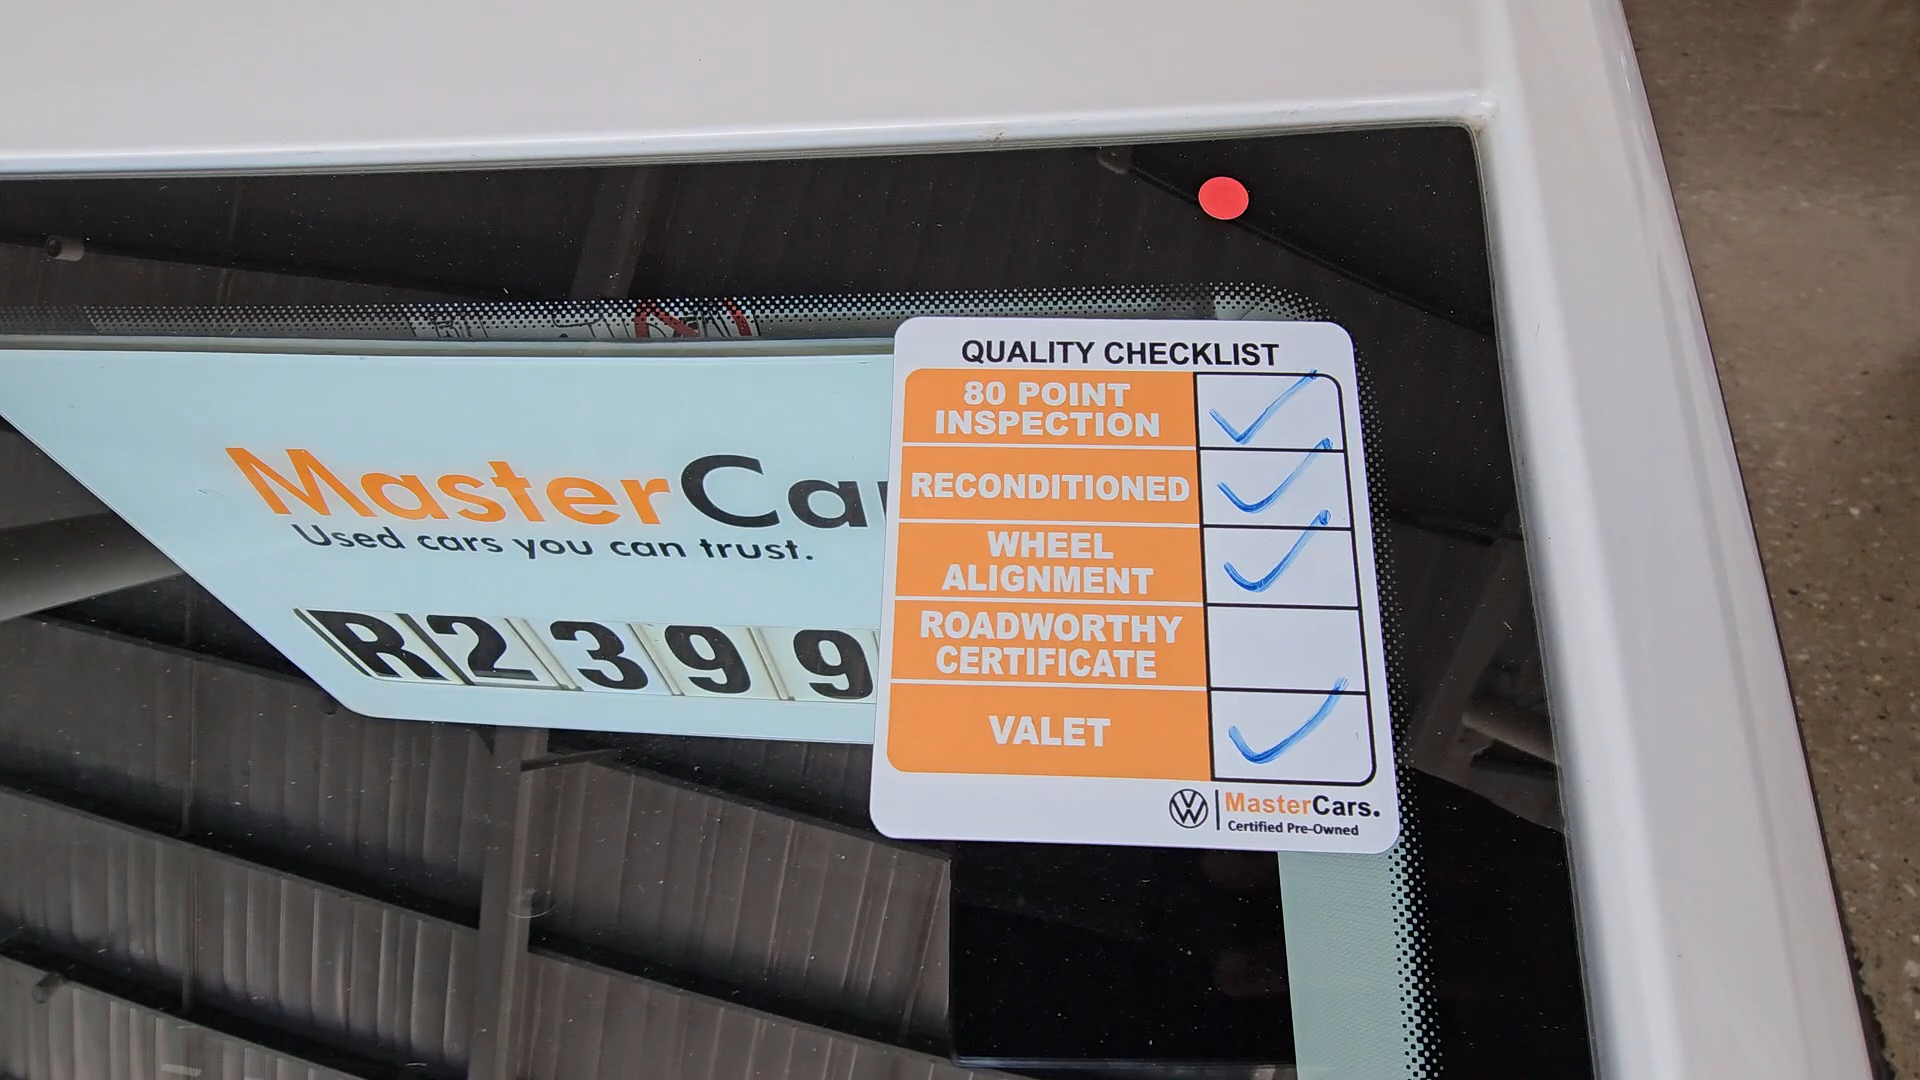 MasterCa
Used cars you can trust.
R2399
QUALITY CHECKLIST
80 POINT
INSPECTION
RECONDITIONED
WHEEL
ALIGNMENT
ROADWORTHY
CERTIFICATE
VALET
MasterCars.
Certified Pre-Owned